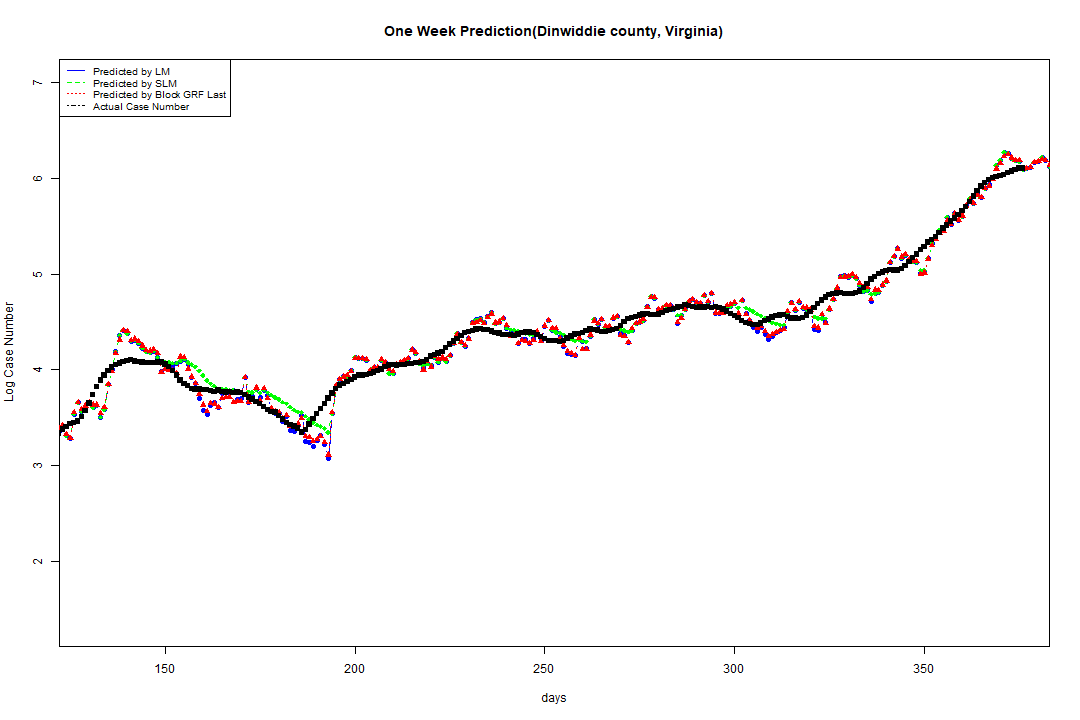 One Week Prediction(Dinwiddie county, Virginia)
Predicted by LM
Predicted by SLM
Predicted by Block GRF Last
Actual Case Number
7
6
5
4
3
2
Log Case Number
150 200 250 300 350
days